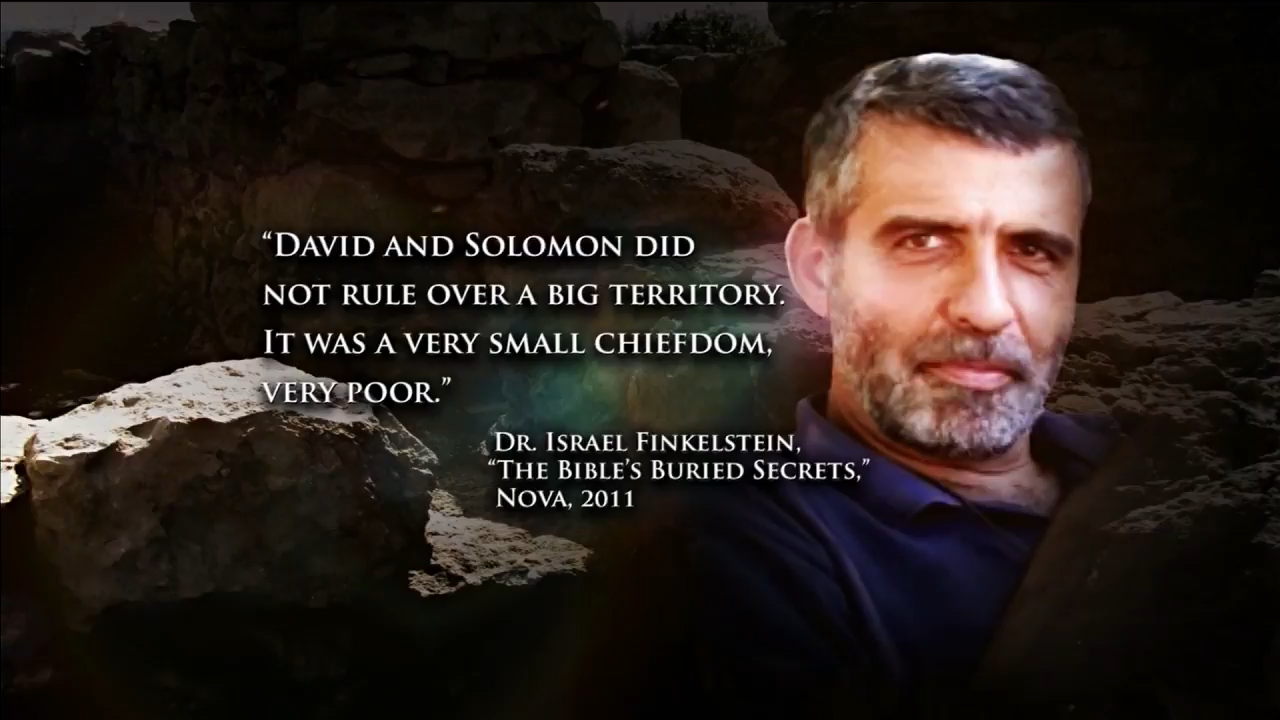 “David and Solomon did
not rule over a big territory.
It was a very small chiefdom,
very poor.”
Dr. Israel Finkelstein,
“The Bible’s Buried Secrets,”
Nova, 2011